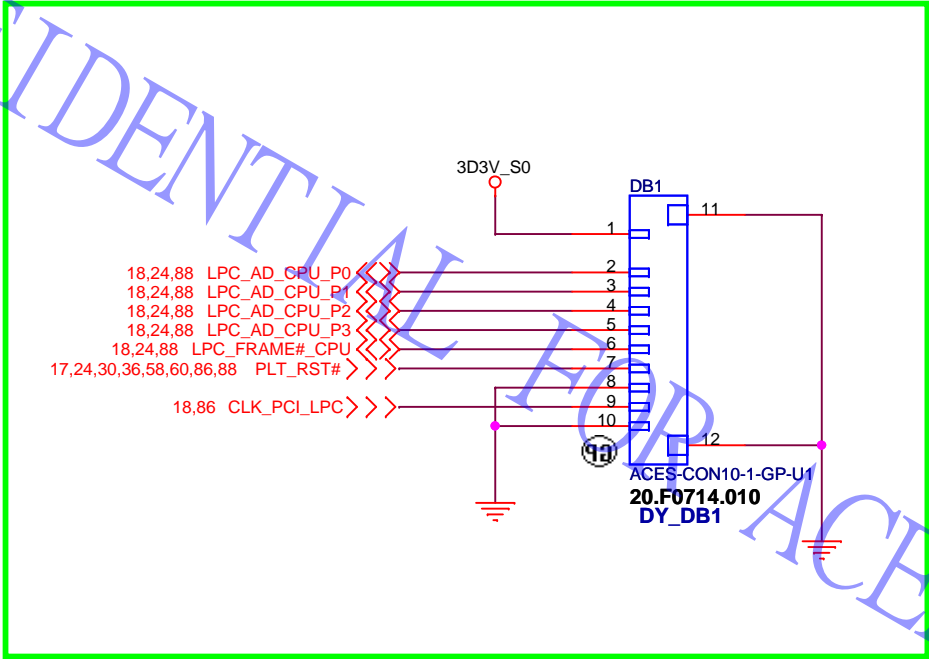 IDENTIAL FOR ACE
3D3V_S0
DB1
11
1
18,24,88 LPC_AD_CPU_P0 2
18,24,88 LPC_AD_CPU_P1 3
18,24,88 LPC_AD_CPU_P2 4
18,24,88 LPC_AD_CPU_P3 5
18,24,88 LPC_FRAME#_CPU 6
17,24,30,36,58,60,86,88 PLT_RST# 7
8
18,86 CLK_PCI_LPC 9
10
12
GP
ACES-CON10-1-GP-U1
20.F0714.010
DY_DB1